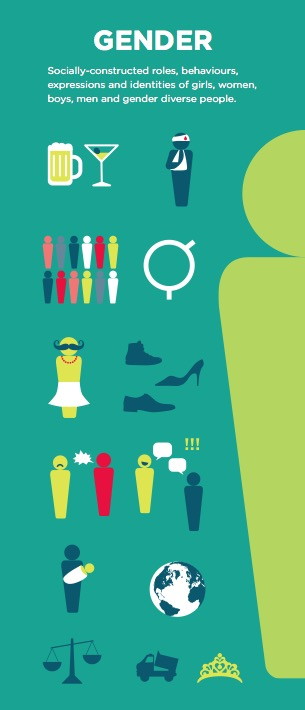 GENDER
Socially-constructed roles, behaviours,
expressions and identities of girls, women,
boys, men and gender diverse people.
!!!